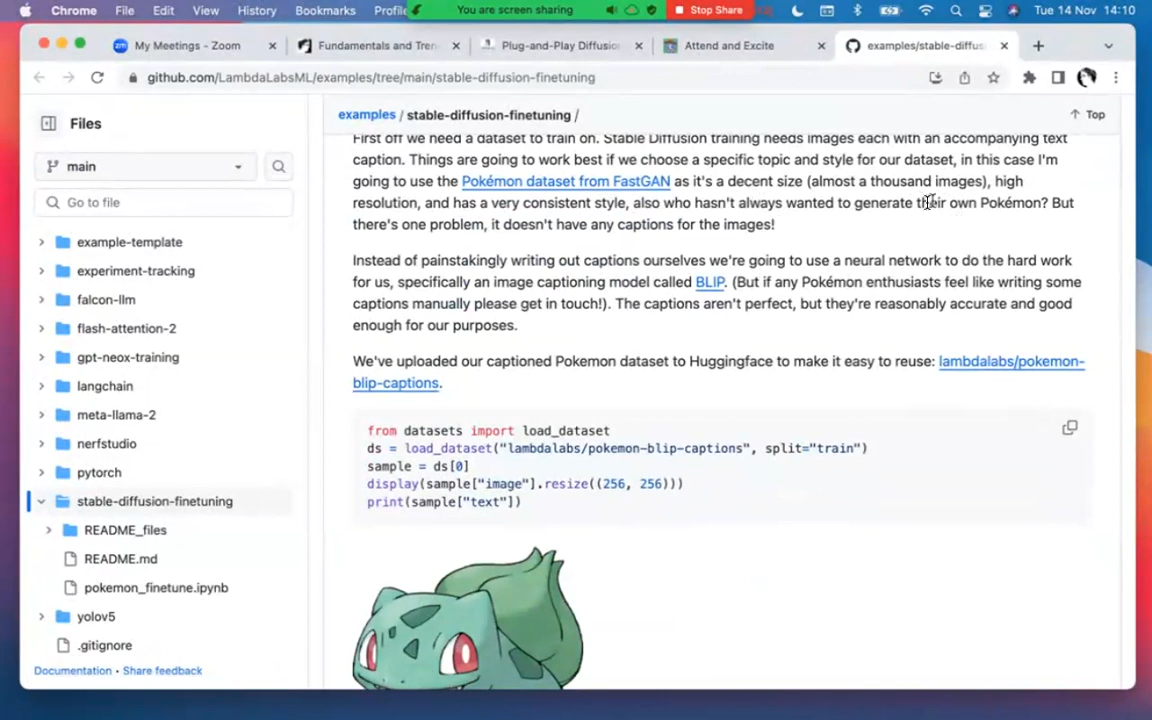 Chrome File Edit View History Bookmarks Profile You are screen sharing Stop Share Tue 14 Nov 14:10
My Meetings - Zoom Fundamentals and Tren Plug-and-Play Diffusio Attend and Excite examples/stable-diffus
github.com/LambdaLabsML/examples/tree/main/stable-diffusion-finetuning
Files
main
Go to file
example-template
experiment-tracking
falcon-llm
flash-attention-2
gpt-neox-training
langchain
meta-llama-2
nerfstudio
pytorch
stable-diffusion-finetuning
README_files
README.md
pokemon_finetune.ipynb
yolov5
.gitignore
Documentation • Share feedback
examples / stable-diffusion-finetuning / Top
First off we need a dataset to train on. Stable Diffusion training needs images each with an accompanying text
caption. Things are going to work best if we choose a specific topic and style for our dataset, in this case I'm
going to use the Pokémon dataset from FastGAN as it's a decent size (almost a thousand images), high
resolution, and has a very consistent style, also who hasn't always wanted to generate their own Pokémon? But
there's one problem, it doesn't have any captions for the images!
Instead of painstakingly writing out captions ourselves we're going to use a neural network to do the hard work
for us, specifically an image captioning model called BLIP. (But if any Pokémon enthusiasts feel like writing some
captions manually please get in touch!). The captions aren't perfect, but they're reasonably accurate and good
enough for our purposes.
We've uploaded our captioned Pokemon dataset to Huggingface to make it easy to reuse: lambdalabs/pokemon-
blip-captions.
from datasets import load_dataset
ds = load_dataset("lambdalabs/pokemon-blip-captions", split="train")
sample = ds[0]
display(sample["image"].resize((256, 256)))
print(sample["text"])